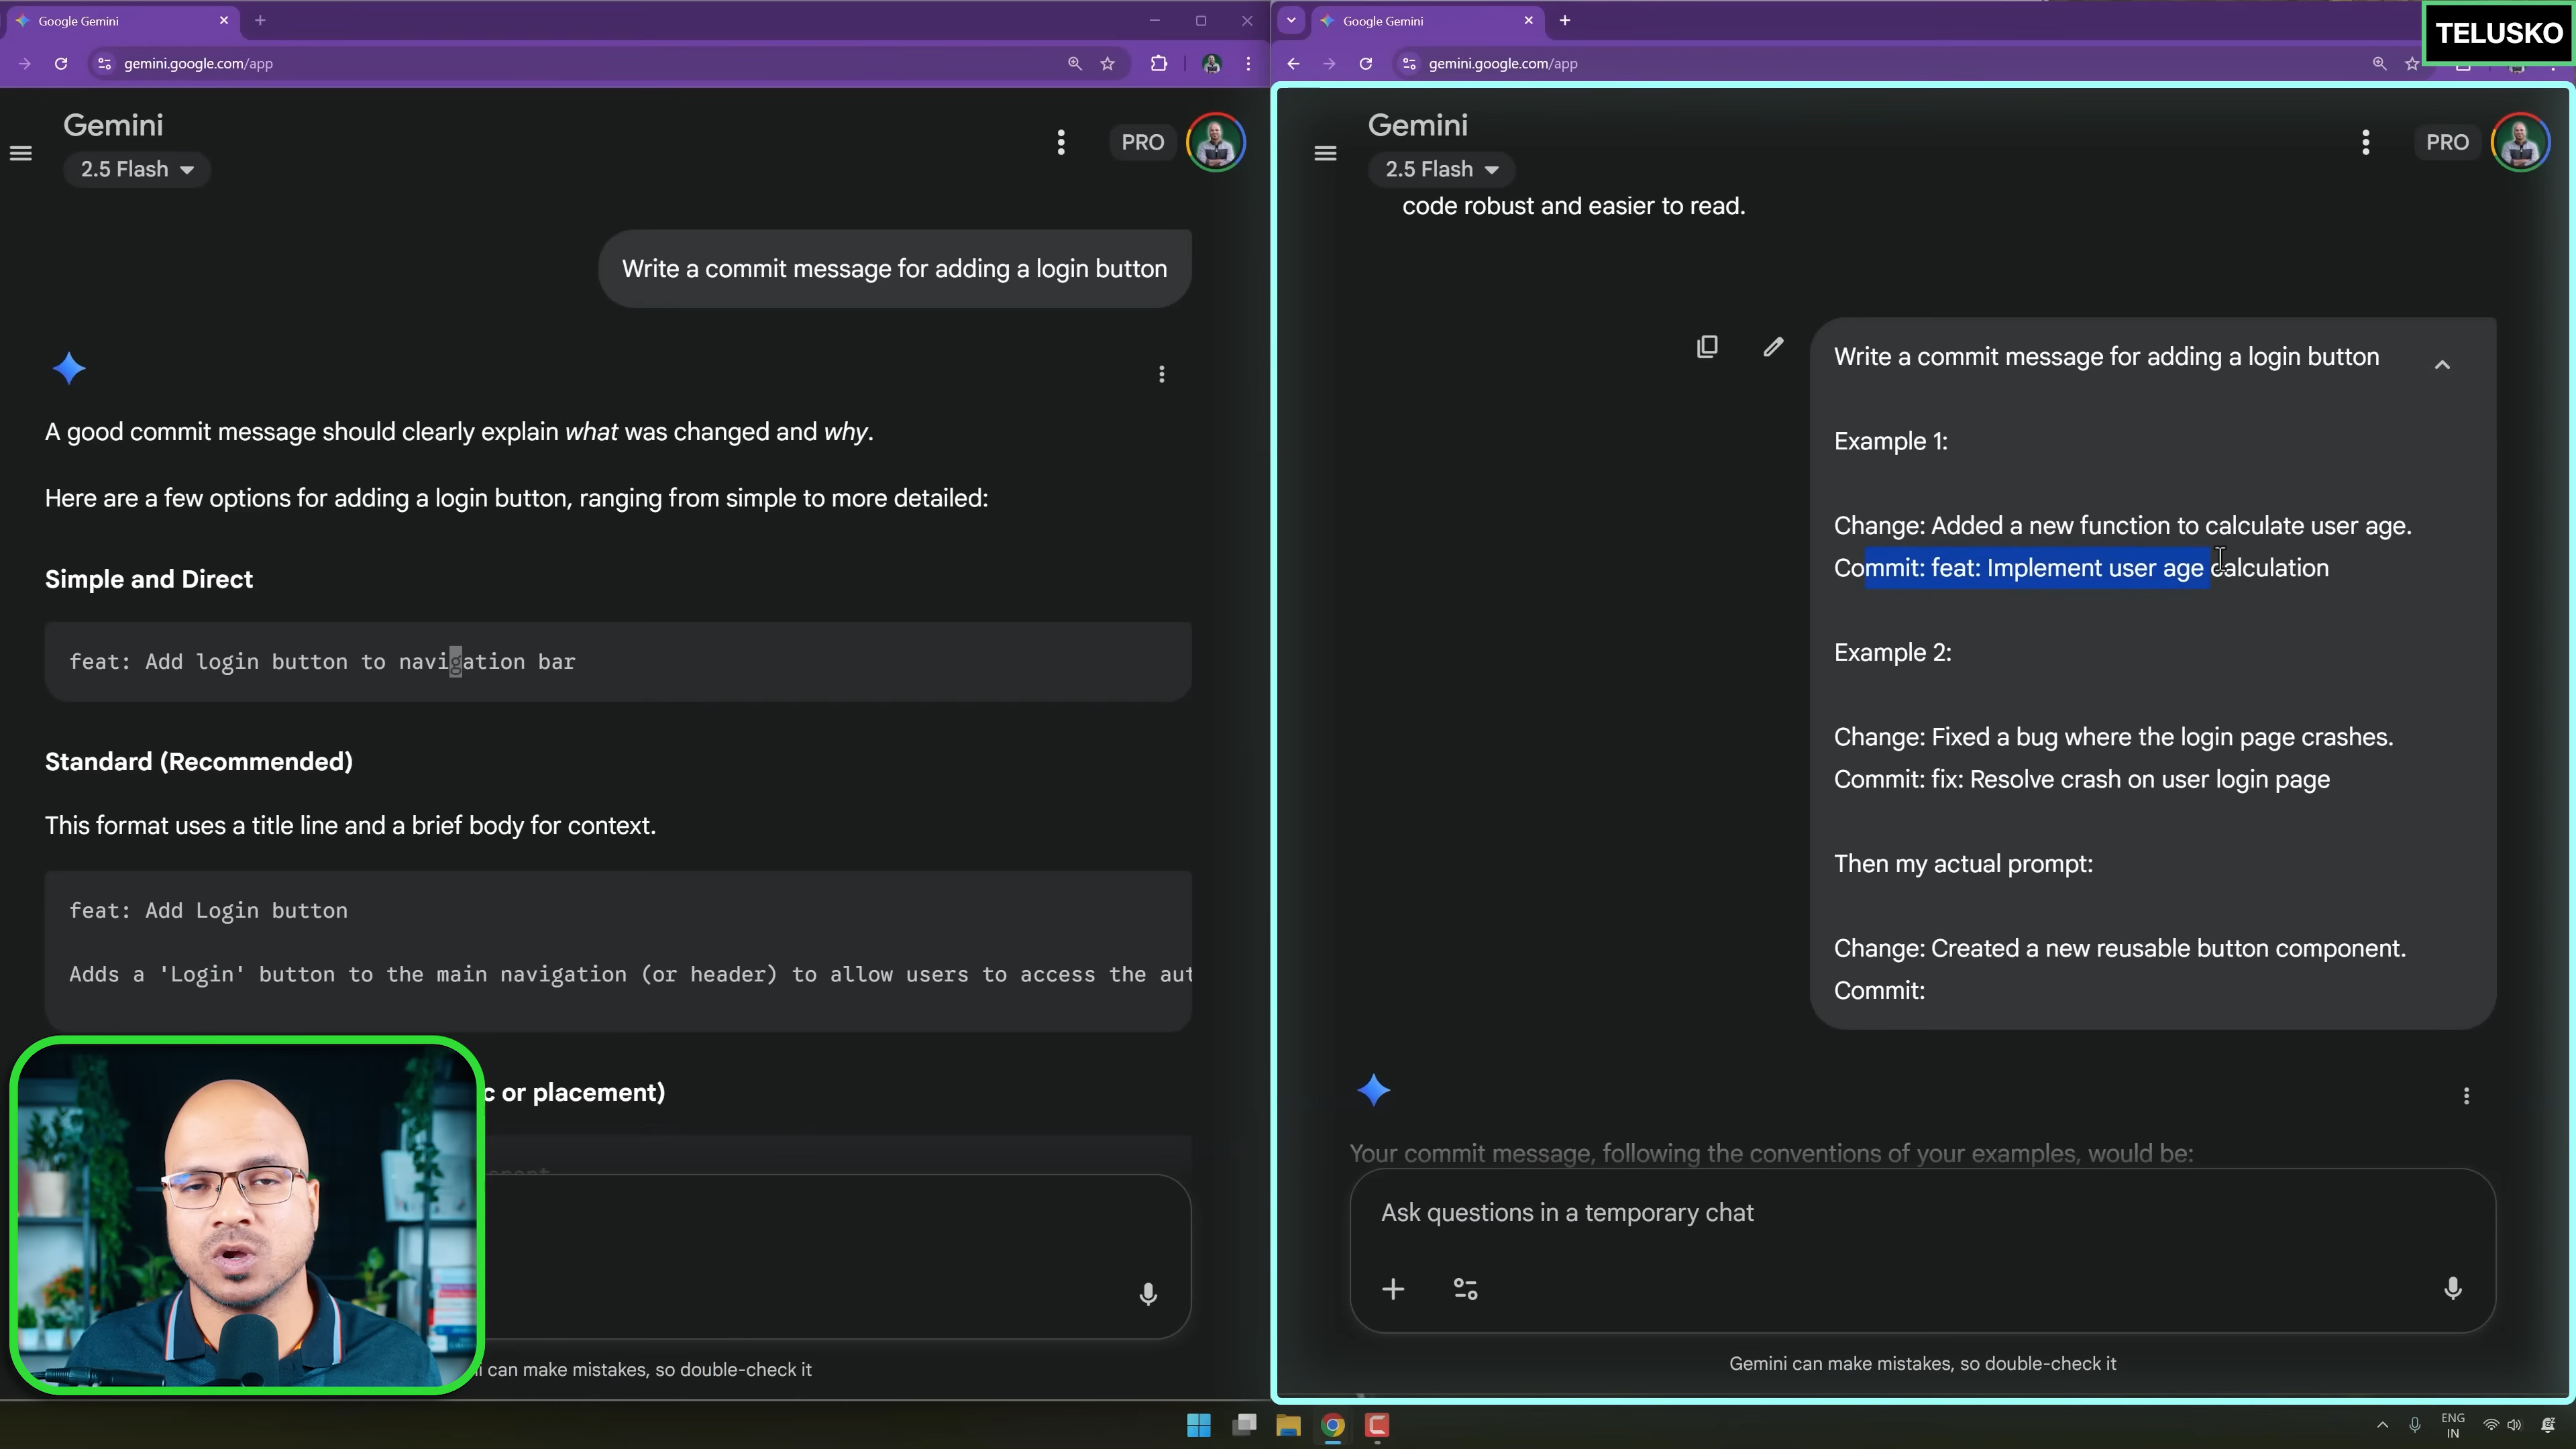 Google Gemini
gemini.google.com/app
Gemini
PRO
2.5 Flash
Write a commit message for adding a login button
A good commit message should clearly explain what was changed and why.
Here are a few options for adding a login button, ranging from simple to more detailed:
Simple and Direct
feat: Add login button to navigation bar
Standard (Recommended)
This format uses a title line and a brief body for context.
feat: Add Login button
Adds a 'Login' button to the main navigation (or header) to allow users to access the aut
c or placement)
can make mistakes, so double-check it
Google Gemini
TELUSKO
gemini.google.com/app
Gemini
PRO
2.5 Flash
code robust and easier to read.
Write a commit message for adding a login button
Example 1:
Change: Added a new function to calculate user age.
Commit: feat: Implement user age calculation
Example 2:
Change: Fixed a bug where the login page crashes.
Commit: fix: Resolve crash on user login page
Then my actual prompt:
Change: Created a new reusable button component.
Commit:
Your commit message, following the conventions of your examples, would be:
Ask questions in a temporary chat
Gemini can make mistakes, so double-check it
ENG
IN